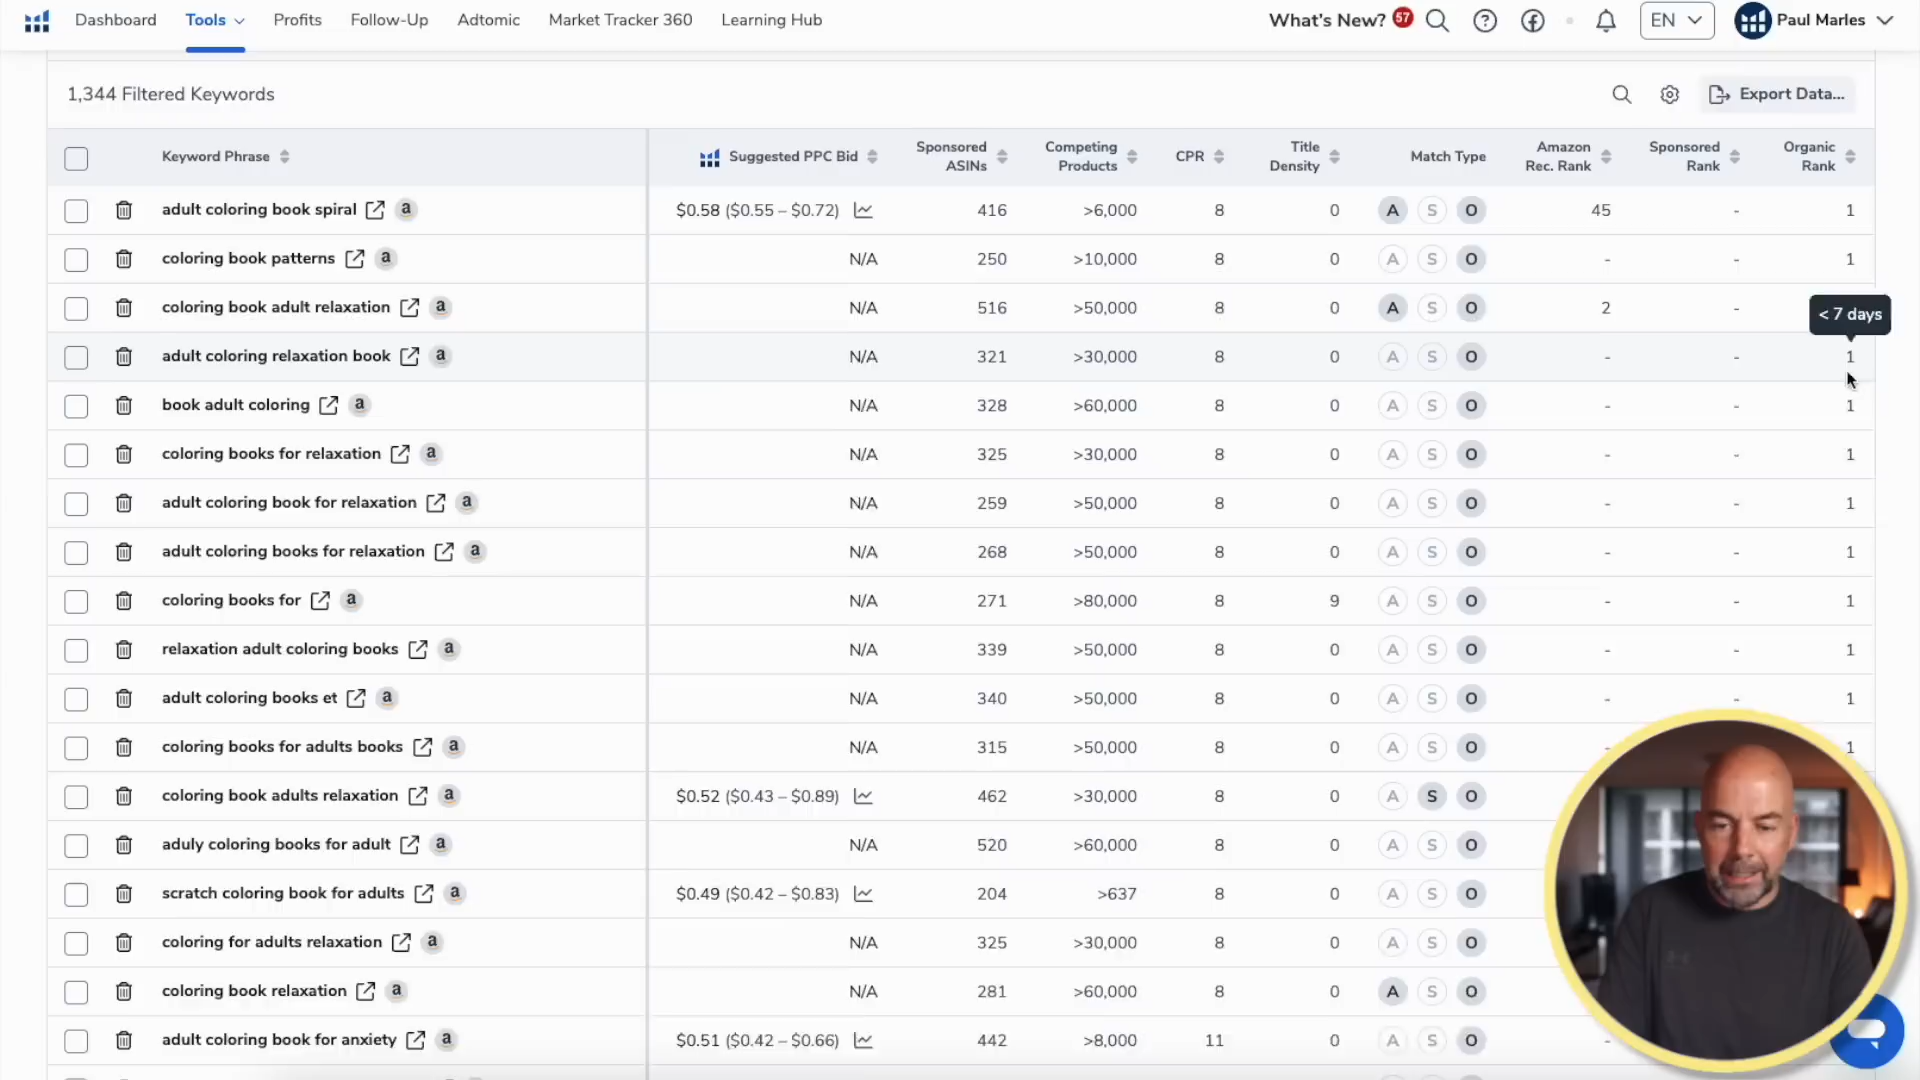 Dashboard Tools Profits Follow-Up Adtomic Market Tracker 360 Learning Hub What's New? 57 EN Paul Marles
1,344 Filtered Keywords Export Data...
Keyword Phrase Suggested PPC Bid Sponsored ASINs Competing Products CPR Title Density Match Type Amazon Rec. Rank Sponsored Rank Organic Rank
adult coloring book spiral a $0.58 ($0.55 – $0.72) 416 >6,000 8 0 A S O 45 - 1
coloring book patterns a N/A 250 >10,000 8 0 A S O - - 1
coloring book adult relaxation a N/A 516 >50,000 8 0 A S O 2 -
< 7 days
adult coloring relaxation book a N/A 321 >30,000 8 0 A S O - - 1
book adult coloring a N/A 328 >60,000 8 0 A S O - - 1
coloring books for relaxation a N/A 325 >30,000 8 0 A S O - - 1
adult coloring book for relaxation a N/A 259 >50,000 8 0 A S O - - 1
adult coloring books for relaxation a N/A 268 >50,000 8 0 A S O - - 1
coloring books for a N/A 271 >80,000 8 9 A S O - - 1
relaxation adult coloring books a N/A 339 >50,000 8 0 A S O - - 1
adult coloring books et a N/A 340 >50,000 8 0 A S O - - 1
coloring books for adults books a N/A 315 >50,000 8 0 A S O - 1
coloring book adults relaxation a $0.52 ($0.43 – $0.89) 462 >30,000 8 0 A S O
aduly coloring books for adult a N/A 520 >60,000 8 0 A S O
scratch coloring book for adults a $0.49 ($0.42 – $0.83) 204 >637 8 0 A S O
coloring for adults relaxation a N/A 325 >30,000 8 0 A S O
coloring book relaxation a N/A 281 >60,000 8 0 A S O
adult coloring book for anxiety a $0.51 ($0.42 – $0.66) 442 >8,000 11 0 A S O -